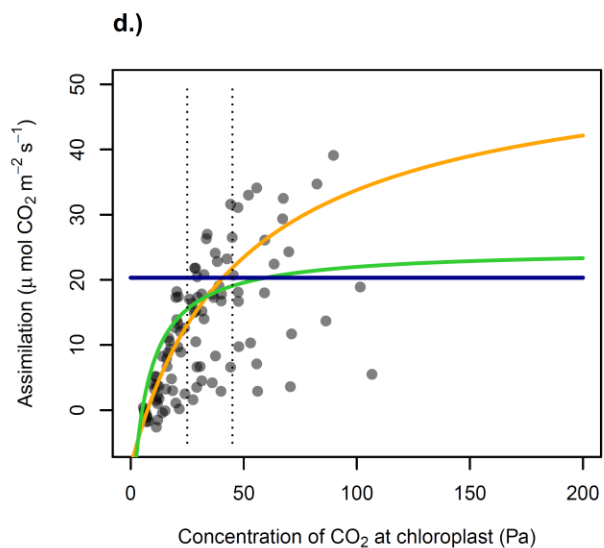 d.)
50
40
30
20
10
0
Assimilation (μ mol CO₂ m⁻² s⁻¹)
0 50 100 150 200
Concentration of CO₂ at chloroplast (Pa)